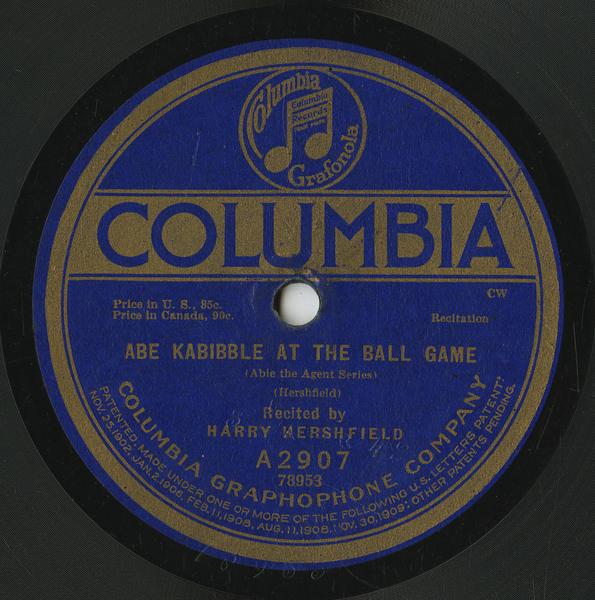 Columbia
Columbia
Records
TRADE MARK
Grafonola
COLUMBIA
CW
Price in U. S., 85c.
Price in Canada, 90c.
Recitation
ABE KABIBBLE AT THE BALL GAME
(Abie the Agent Series)
(Hershfield)
Recited by
HARRY HERSHFIELD
A2907
78953
COLUMBIA GRAPHOPHONE COMPANY
PATENTED. MADE UNDER ONE OR MORE OF THE FOLLOWING U.S. LETTERS PATENT:
NOV. 25, 1902, JAN. 2, 1906, FEB. 11, 1908, AUG. 11, 1908, NOV. 30, 1909. OTHER PATENTS PENDING.